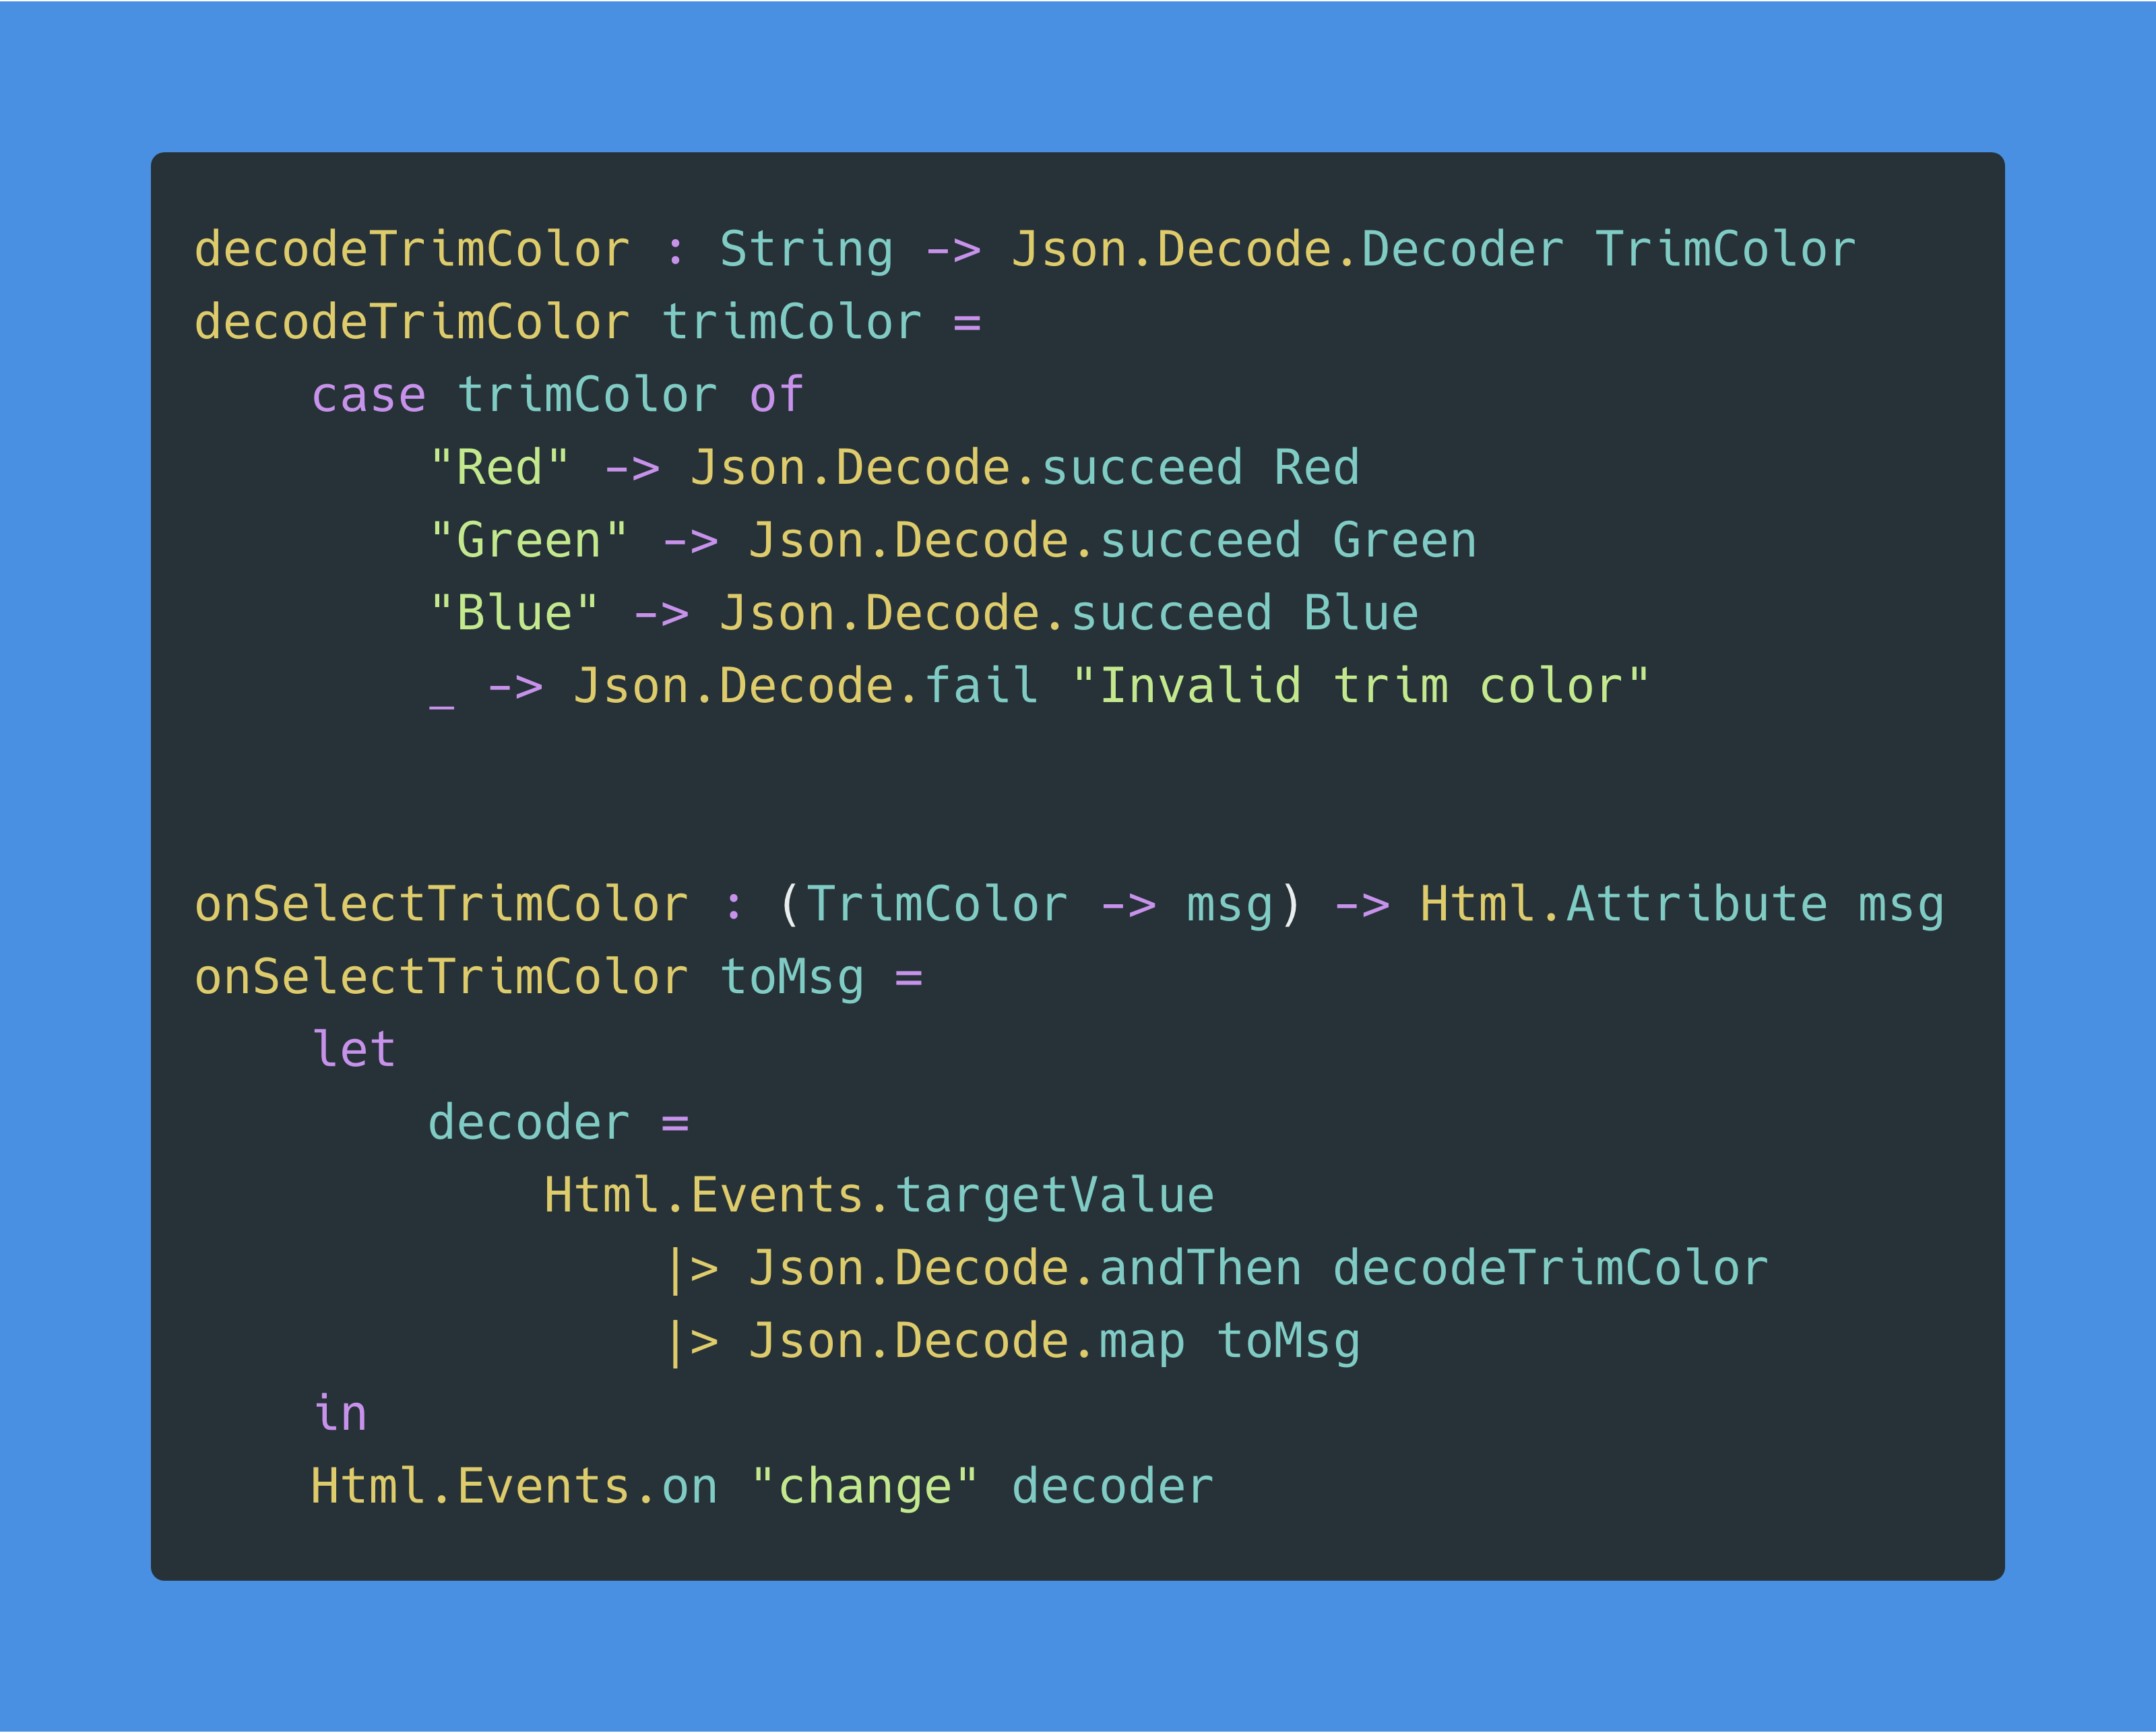 decodeTrimColor : String -> Json.Decode.Decoder TrimColor
decodeTrimColor trimColor =
    case trimColor of
        "Red" -> Json.Decode.succeed Red
        "Green" -> Json.Decode.succeed Green
        "Blue" -> Json.Decode.succeed Blue
        _ -> Json.Decode.fail "Invalid trim color"
onSelectTrimColor : (TrimColor -> msg) -> Html.Attribute msg
onSelectTrimColor toMsg =
    let
        decoder =
            Html.Events.targetValue
                |> Json.Decode.andThen decodeTrimColor
                |> Json.Decode.map toMsg
    in
    Html.Events.on "change" decoder